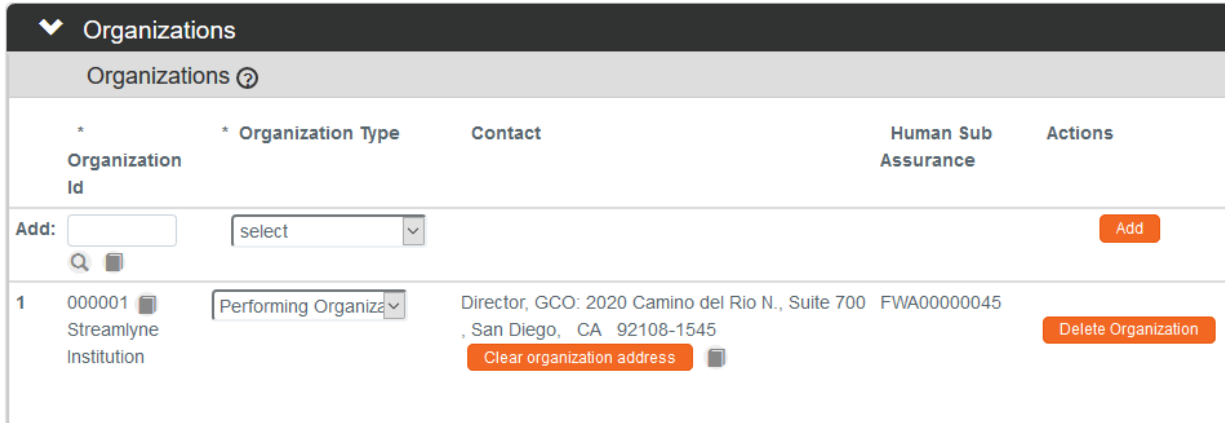 Organizations
Organizations ?
* Organization Id
* Organization Type
Contact
Human Sub Assurance
Actions
Add:
select
Add
1
000001
Streamlyne
Institution
Performing Organiza
Director, GCO: 2020 Camino del Rio N., Suite 700
, San Diego, CA 92108-1545
Clear organization address
FWA00000045
Delete Organization